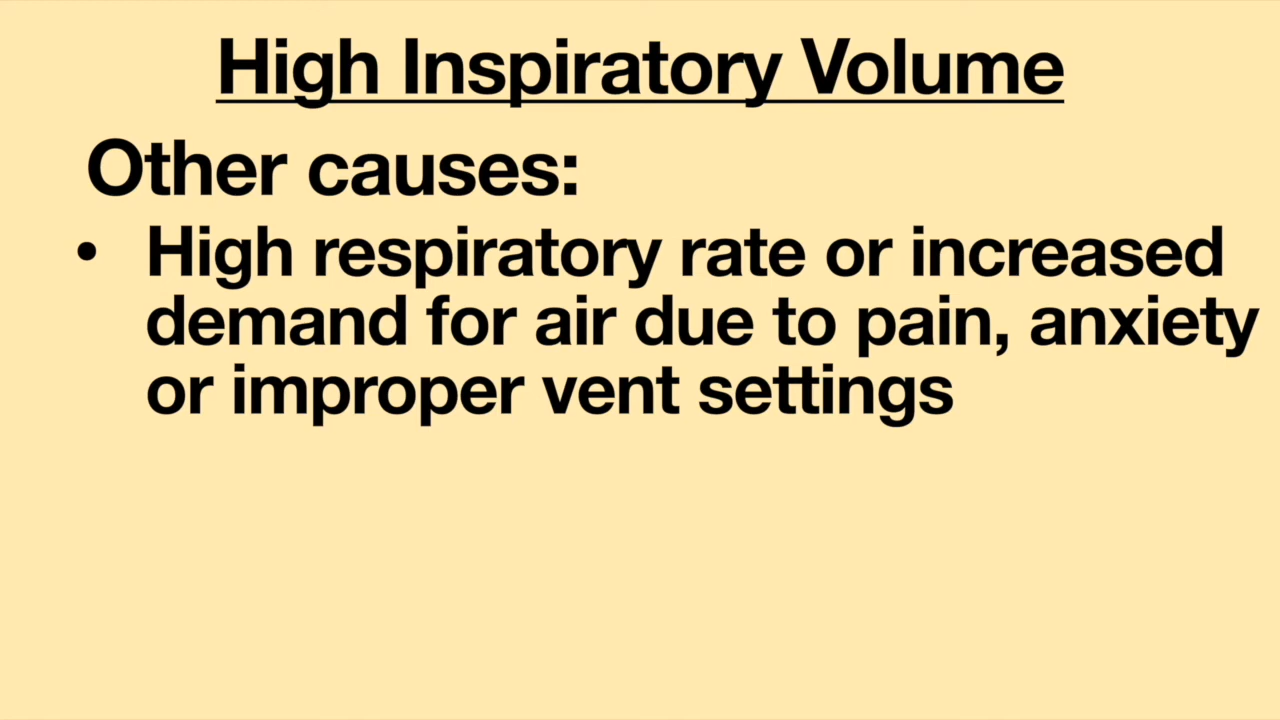 High Inspiratory Volume
Other causes:
• High respiratory rate or increased
demand for air due to pain, anxiety
or improper vent settings